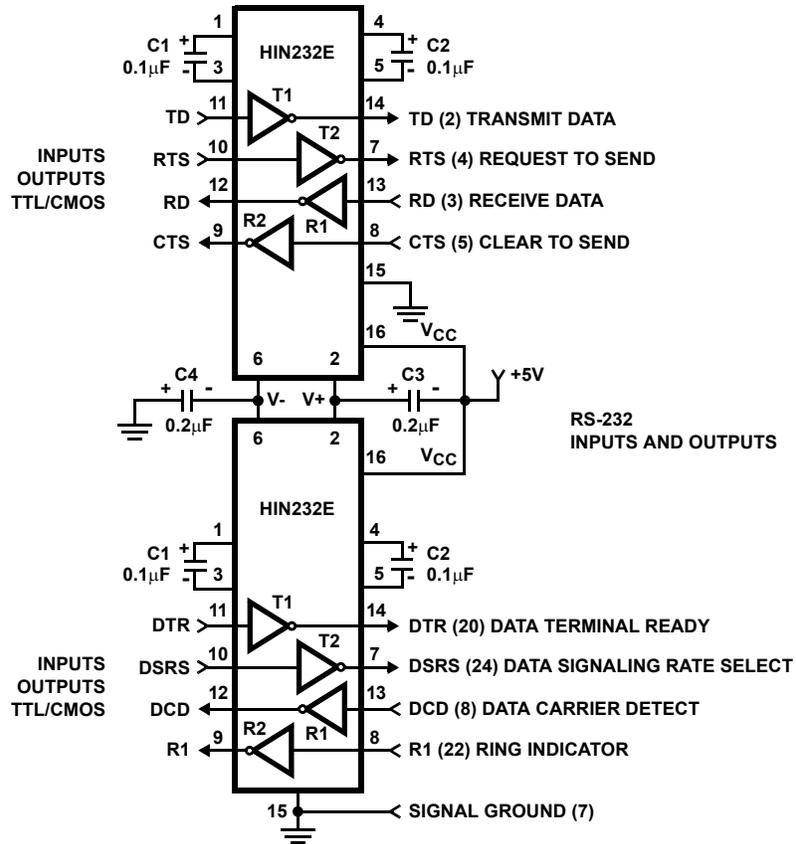 1
4
C1 + HIN232E + C2
0.1µF - - 0.1µF
3
5
T1
11
14
TD TD (2) TRANSMIT DATA
T2
10
7
INPUTS RTS RTS (4) REQUEST TO SEND
OUTPUTS
12
13
TTL/CMOS RD RD (3) RECEIVE DATA
R2 R1
9
8
CTS CTS (5) CLEAR TO SEND
15
16 VCC
6 2
C4 C3
+ - V- V+ + - +5V
0.2µF 0.2µF
RS-232
INPUTS AND OUTPUTS
6 2
16 VCC
HIN232E
1
4
C1 + + C2
0.1µF - - 0.1µF
3
5
T1
11
14
DTR DTR (20) DATA TERMINAL READY
T2
10
7
INPUTS DSRS DSRS (24) DATA SIGNALING RATE SELECT
OUTPUTS
12
13
TTL/CMOS DCD DCD (8) DATA CARRIER DETECT
R2 R1
9
8
R1 R1 (22) RING INDICATOR
15 SIGNAL GROUND (7)